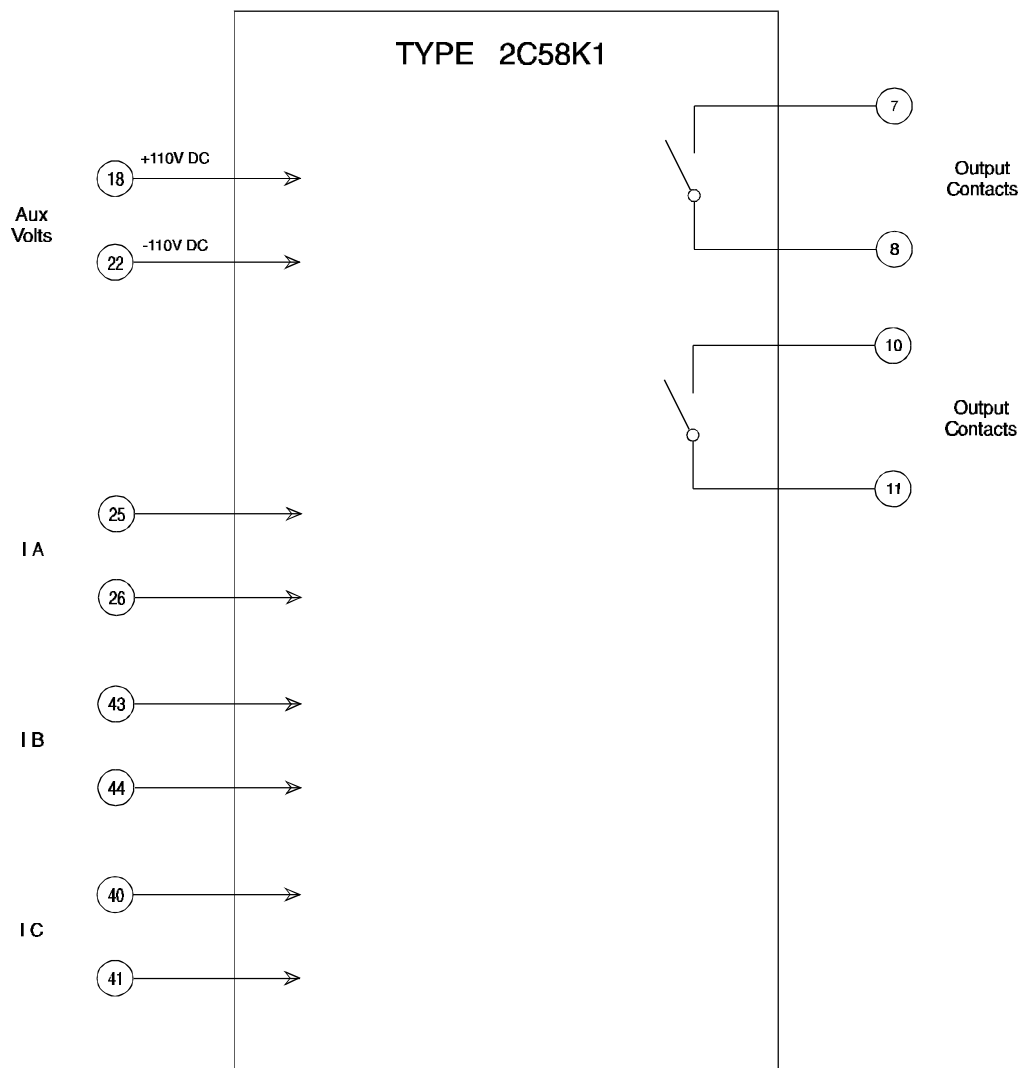 TYPE 2C58K1
7
Output
Contacts
8
18
+110V DC
Aux
Volts
22
-110V DC
10
Output
Contacts
11
25
I A
26
43
I B
44
40
I C
41